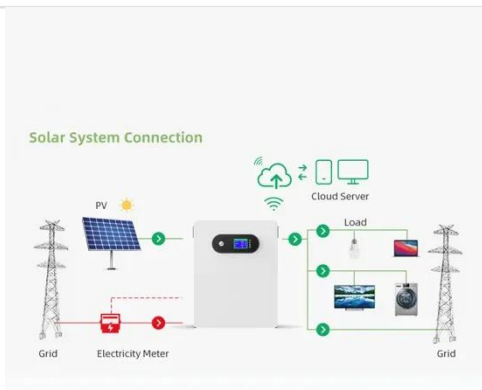 Solar System Connection
Cloud Server
PV
Load
Grid
Electricity Meter
Grid